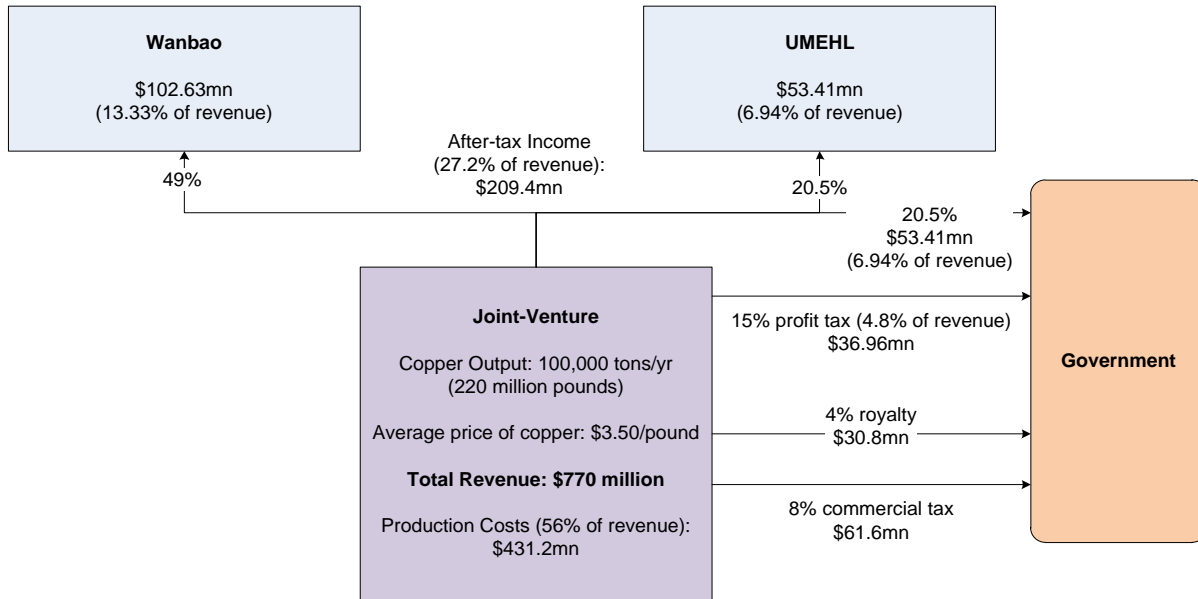 Wanbao
$102.63mn
(13.33% of revenue)
UMEHL
$53.41mn
(6.94% of revenue)
After-tax Income
(27.2% of revenue):
$209.4mn
49%
20.5%
20.5%
$53.41mn
(6.94% of revenue)
Joint-Venture
Copper Output: 100,000 tons/yr
(220 million pounds)
Average price of copper: $3.50/pound
Total Revenue: $770 million
Production Costs (56% of revenue):
$431.2mn
15% profit tax (4.8% of revenue)
$36.96mn
4% royalty
$30.8mn
8% commercial tax
$61.6mn
Government